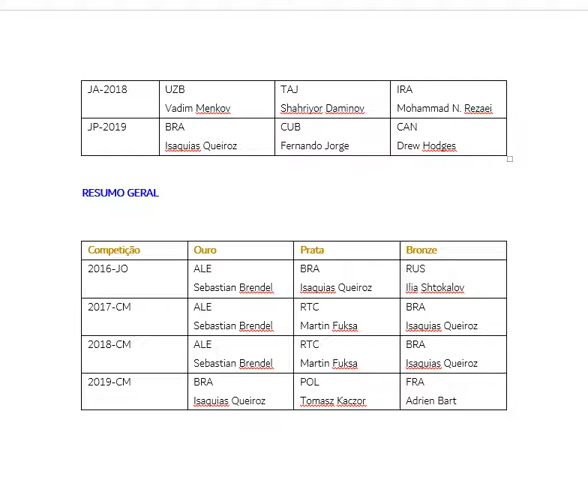 JA-2018 UZB TAJ IRA
Vadim Menkov Shahriyor Daminov Mohammad N. Rezaei
JP-2019 BRA CUB CAN
Isaquias Queiroz Fernando Jorge Drew Hodges
RESUMO GERAL
Competição Ouro Prata Bronze
2016-JO ALE BRA RUS
Sebastian Brendel Isaquias Queiroz Ilia Shtokalov
2017-CM ALE RTC BRA
Sebastian Brendel Martin Fuksa Isaquias Queiroz
2018-CM ALE RTC BRA
Sebastian Brendel Martin Fuksa Isaquias Queiroz
2019-CM BRA POL FRA
Isaquias Queiroz Tomasz Kaczor Adrien Bart